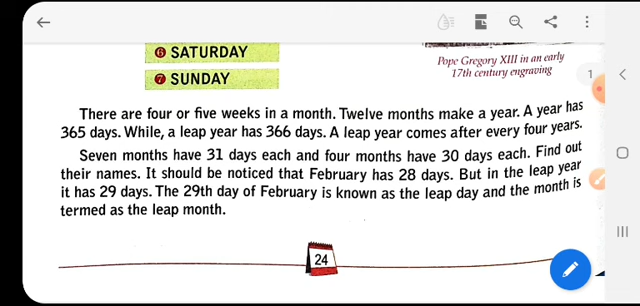 6 SATURDAY
7 SUNDAY
Pope Gregory XIII in an early
17th century engraving
1
There are four or five weeks in a month. Twelve months make a year. A year has
365 days. While, a leap year has 366 days. A leap year comes after every four years.
Seven months have 31 days each and four months have 30 days each. Find out
their names. It should be noticed that February has 28 days. But in the leap year
it has 29 days. The 29th day of February is known as the leap day and the month is
termed as the leap month.
24